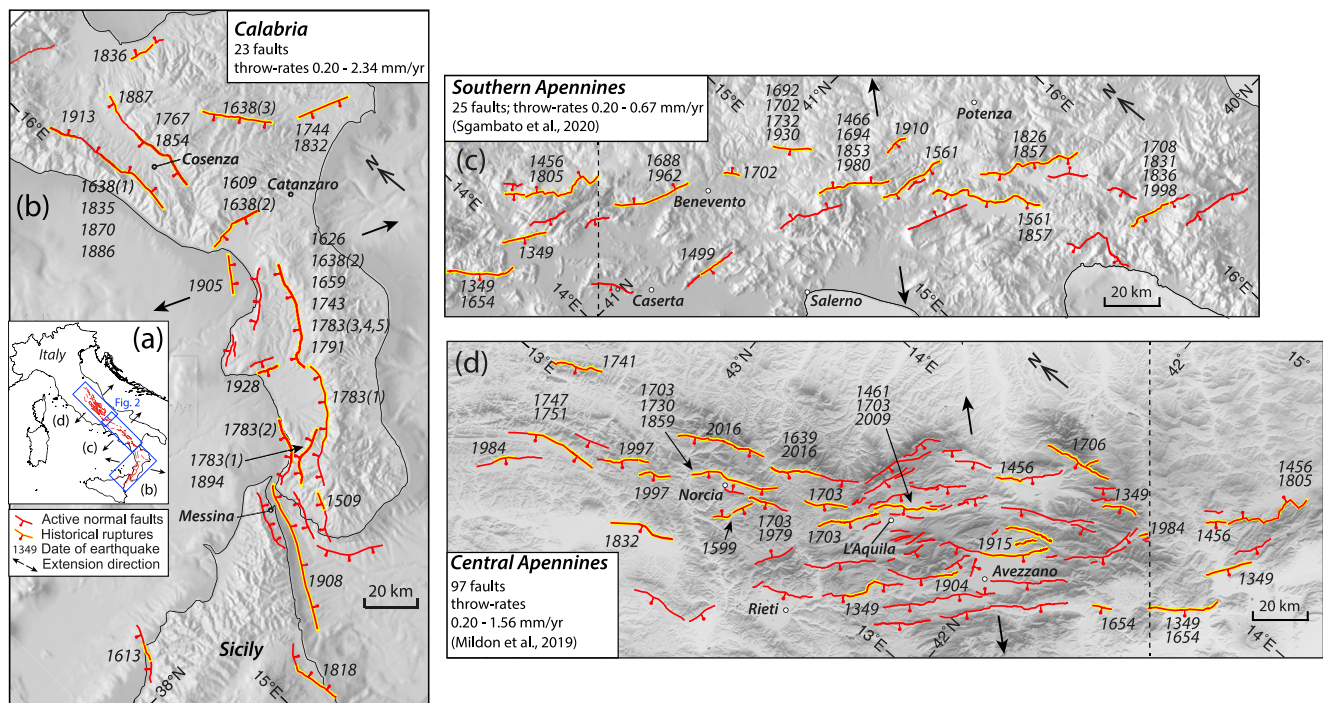 Calabria
23 faults
throw-rates 0.20 - 2.34 mm/yr
1836
1887
1913
1638(3)
1767
1854
1744
1832
16°E
Cosenza
N
1609
Catanzaro
(b)
1638(1)
1835
1870
1886
1638(2)
1626
1638(2)
1659
1743
1783(3,4,5)
1791
1905
(a)
Italy
Fig. 2
(d)
(c)
(b)
1928
1783(1)
1783(2)
1783(1)
1894
Messina
1509
Active normal faults
Historical ruptures
1349 Date of earthquake
Extension direction
1908
20 km
1613
Sicily
1818
38°N
15°E
Southern Apennines
25 faults; throw-rates 0.20 - 0.67 mm/yr
(Sgambato et al., 2020)
15°E
41°N
1692
1702
1732
1930
Potenza
16°E
N
40°N
(c)
1466
1694
1853
1980
1910
1826
1857
1708
1831
1836
1998
14°E
1456
1805
1688
1962
1702
1561
Benevento
1349
1499
1561
1857
1349
1654
14°E
41°N
Caserta
Salerno
15°E
16°E
20 km
(d)
13°E
1741
43°N
14°E
N
42°
15°
1747
1751
1703
1730
1859
1461
1703
2009
1984
1997
2016
1639
2016
1706
1456
1456
1805
1997
Norcia
1703
1349
1832
1599
1703
1979
1703
L'Aquila
1915
1984
1456
Central Apennines
97 faults
throw-rates
0.20 - 1.56 mm/yr
(Mildon et al., 2019)
1904
Avezzano
1349
Rieti
1349
1654
1349
1654
20 km
13°E
42°N
14°E